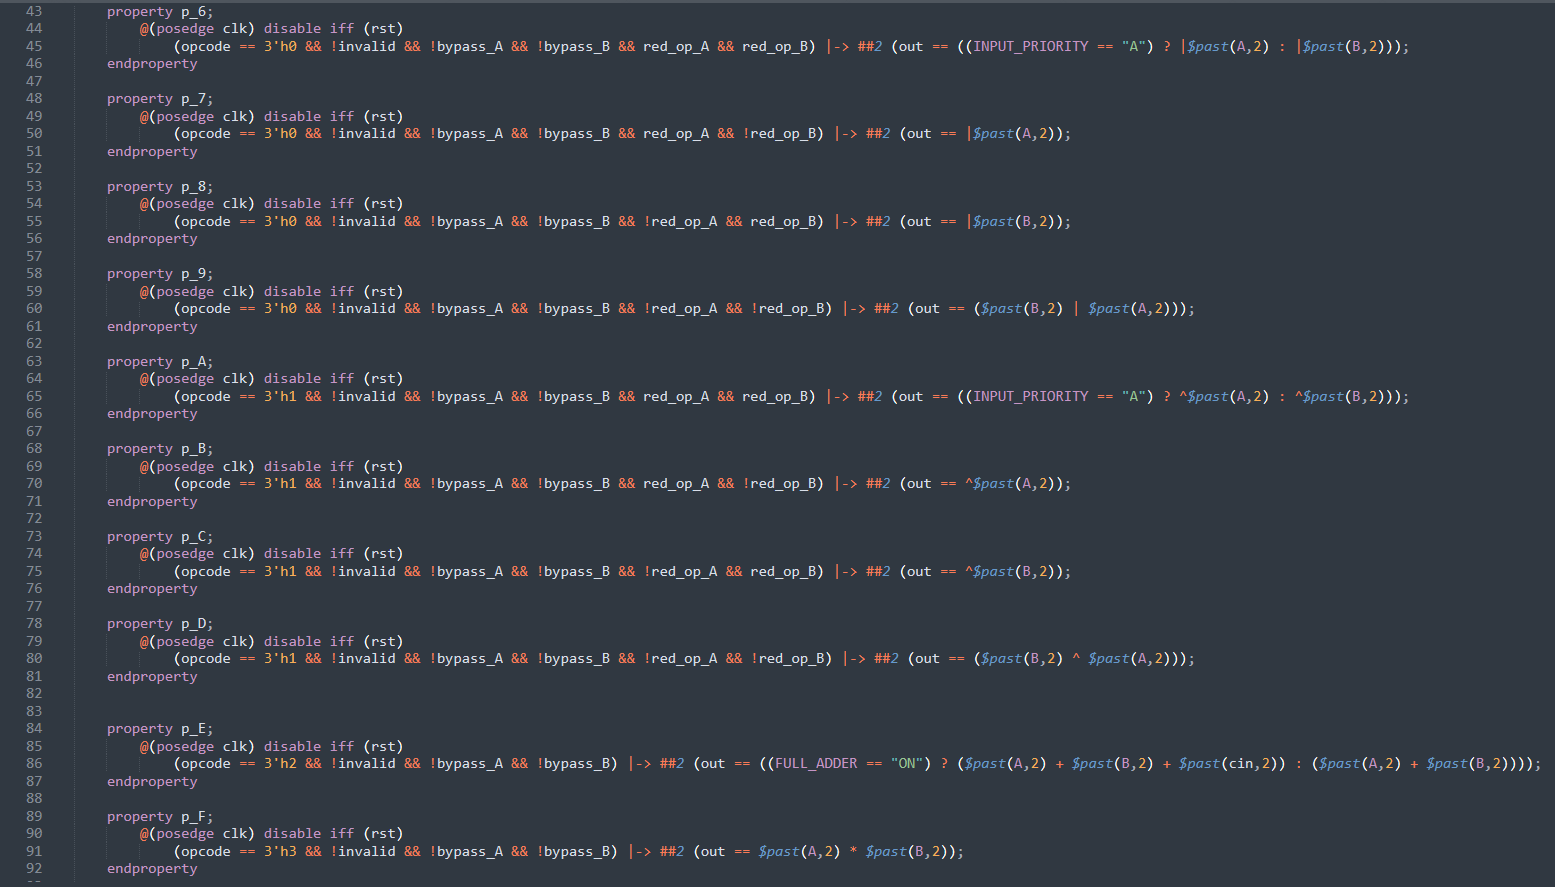 43 property p_6;
44 @(posedge clk) disable iff (rst)
45 (opcode == 3'h0 && !invalid && !bypass_A && !bypass_B && red_op_A && red_op_B) |-> ##2 (out == ((INPUT_PRIORITY == "A") ? |$past(A,2) : |$past(B,2)));
46 endproperty
47
48 property p_7;
49 @(posedge clk) disable iff (rst)
50 (opcode == 3'h0 && !invalid && !bypass_A && !bypass_B && red_op_A && !red_op_B) |-> ##2 (out == |$past(A,2));
51 endproperty
52
53 property p_8;
54 @(posedge clk) disable iff (rst)
55 (opcode == 3'h0 && !invalid && !bypass_A && !bypass_B && !red_op_A && red_op_B) |-> ##2 (out == |$past(B,2));
56 endproperty
57
58 property p_9;
59 @(posedge clk) disable iff (rst)
60 (opcode == 3'h0 && !invalid && !bypass_A && !bypass_B && !red_op_A && !red_op_B) |-> ##2 (out == ($past(B,2) | $past(A,2)));
61 endproperty
62
63 property p_A;
64 @(posedge clk) disable iff (rst)
65 (opcode == 3'h1 && !invalid && !bypass_A && !bypass_B && red_op_A && red_op_B) |-> ##2 (out == ((INPUT_PRIORITY == "A") ? ^$past(A,2) : ^$past(B,2)));
66 endproperty
67
68 property p_B;
69 @(posedge clk) disable iff (rst)
70 (opcode == 3'h1 && !invalid && !bypass_A && !bypass_B && red_op_A && !red_op_B) |-> ##2 (out == ^$past(A,2));
71 endproperty
72
73 property p_C;
74 @(posedge clk) disable iff (rst)
75 (opcode == 3'h1 && !invalid && !bypass_A && !bypass_B && !red_op_A && red_op_B) |-> ##2 (out == ^$past(B,2));
76 endproperty
77
78 property p_D;
79 @(posedge clk) disable iff (rst)
80 (opcode == 3'h1 && !invalid && !bypass_A && !bypass_B && !red_op_A && !red_op_B) |-> ##2 (out == ($past(B,2) ^ $past(A,2)));
81 endproperty
82
83
84 property p_E;
85 @(posedge clk) disable iff (rst)
86 (opcode == 3'h2 && !invalid && !bypass_A && !bypass_B) |-> ##2 (out == ((FULL_ADDER == "ON") ? ($past(A,2) + $past(B,2) + $past(cin,2)) : ($past(A,2) + $past(B,2))));
87 endproperty
88
89 property p_F;
90 @(posedge clk) disable iff (rst)
91 (opcode == 3'h3 && !invalid && !bypass_A && !bypass_B) |-> ##2 (out == $past(A,2) * $past(B,2));
92 endproperty